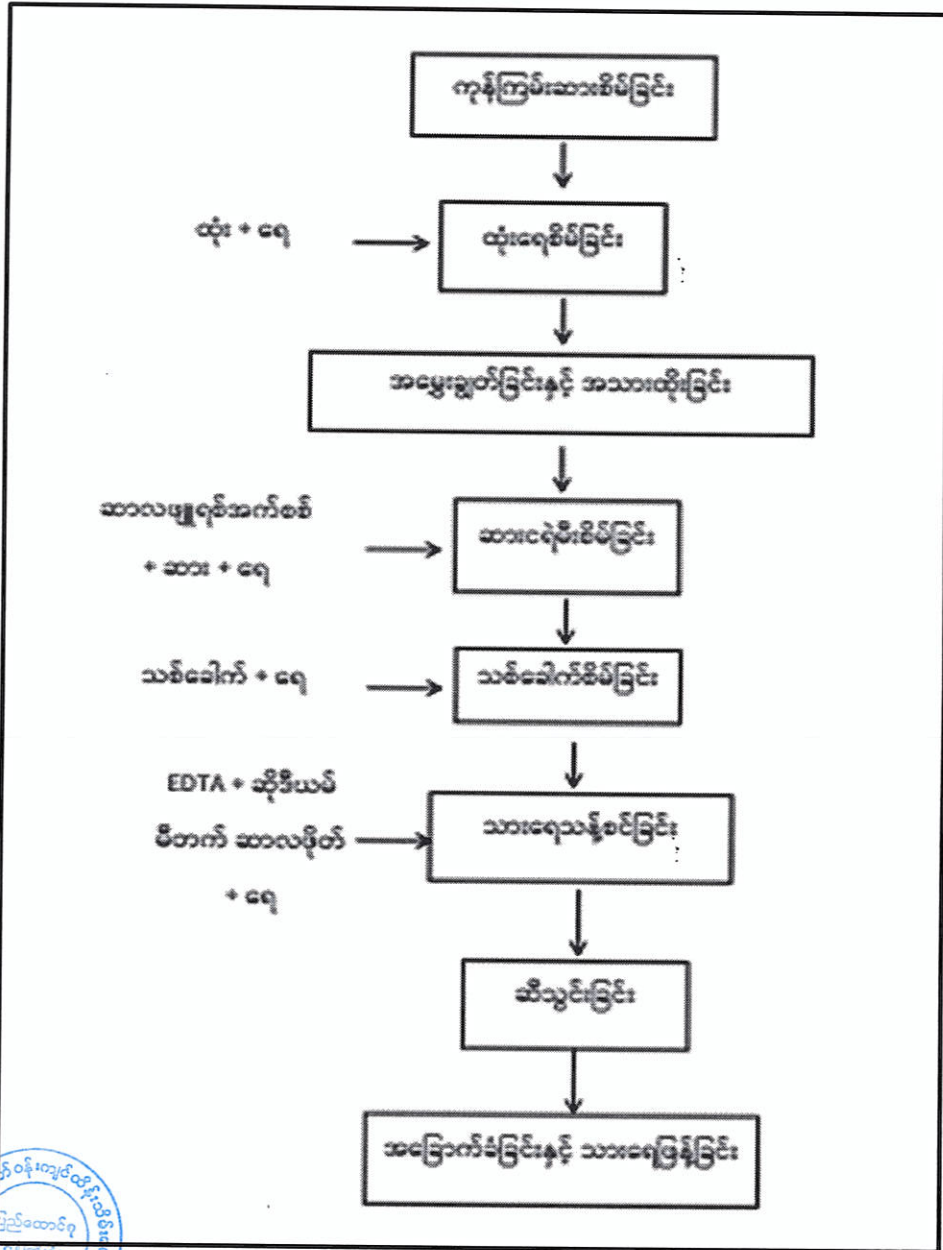 ကုန်ကြမ်းဆားစိမ်ခြင်း
ထုံး + ရေ
ထုံးရေစိမ်ခြင်း
အမွှေးချွတ်ခြင်းနှင့် အသားထိုးခြင်း
ဆာလဖျူရစ်အက်စစ်
+ ဆား + ရေ
ဆားငရဲမီးစိမ်ခြင်း
သစ်ခေါက် + ရေ
သစ်ခေါက်စိမ်ခြင်း
EDTA + ဆိုဒီယမ်
မီတက် ဆာလဖိုတ်
+ ရေ
သားရေသန့်စင်ခြင်း
ဆီသွင်းခြင်း
အခြောက်ခံခြင်းနှင့် သားရေဖြန့်ခြင်း